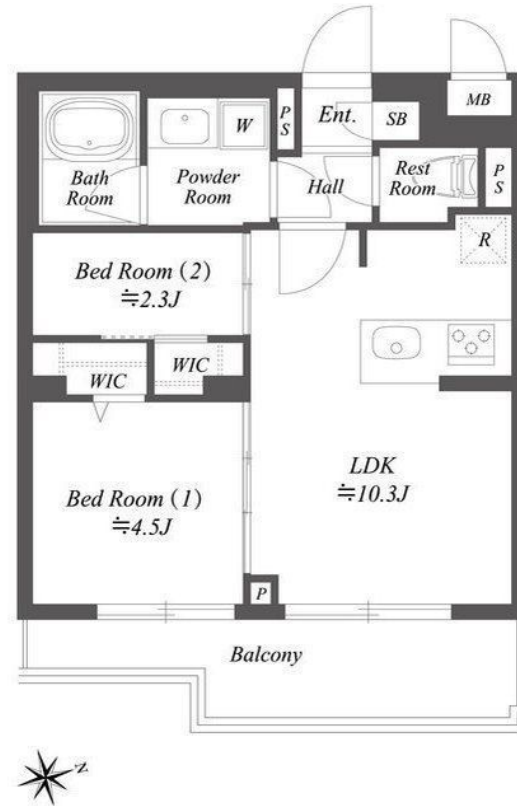 MB
P
S
Ent.
SB
W
Bath
Room
Powder
Room
Hall
Rest
Room
P
S
R
Bed Room (2)
≒2.3J
WIC
WIC
LDK
≒10.3J
Bed Room (1)
≒4.5J
P
Balcony
N